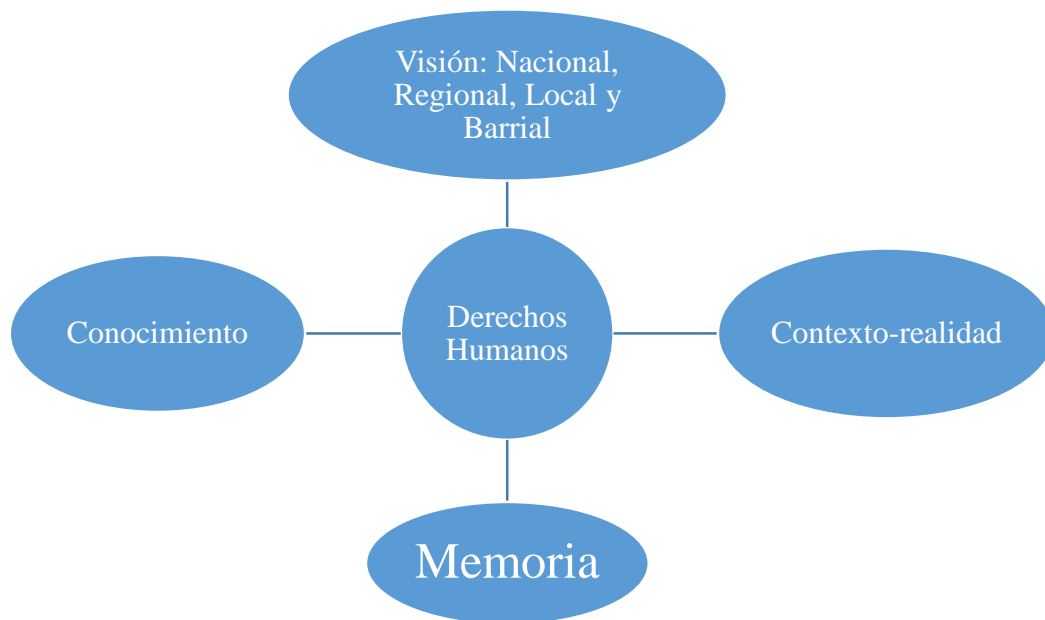 Visión: Nacional,
Regional, Local y
Barrial
Conocimiento
Derechos
Humanos
Contexto-realidad
Memoria